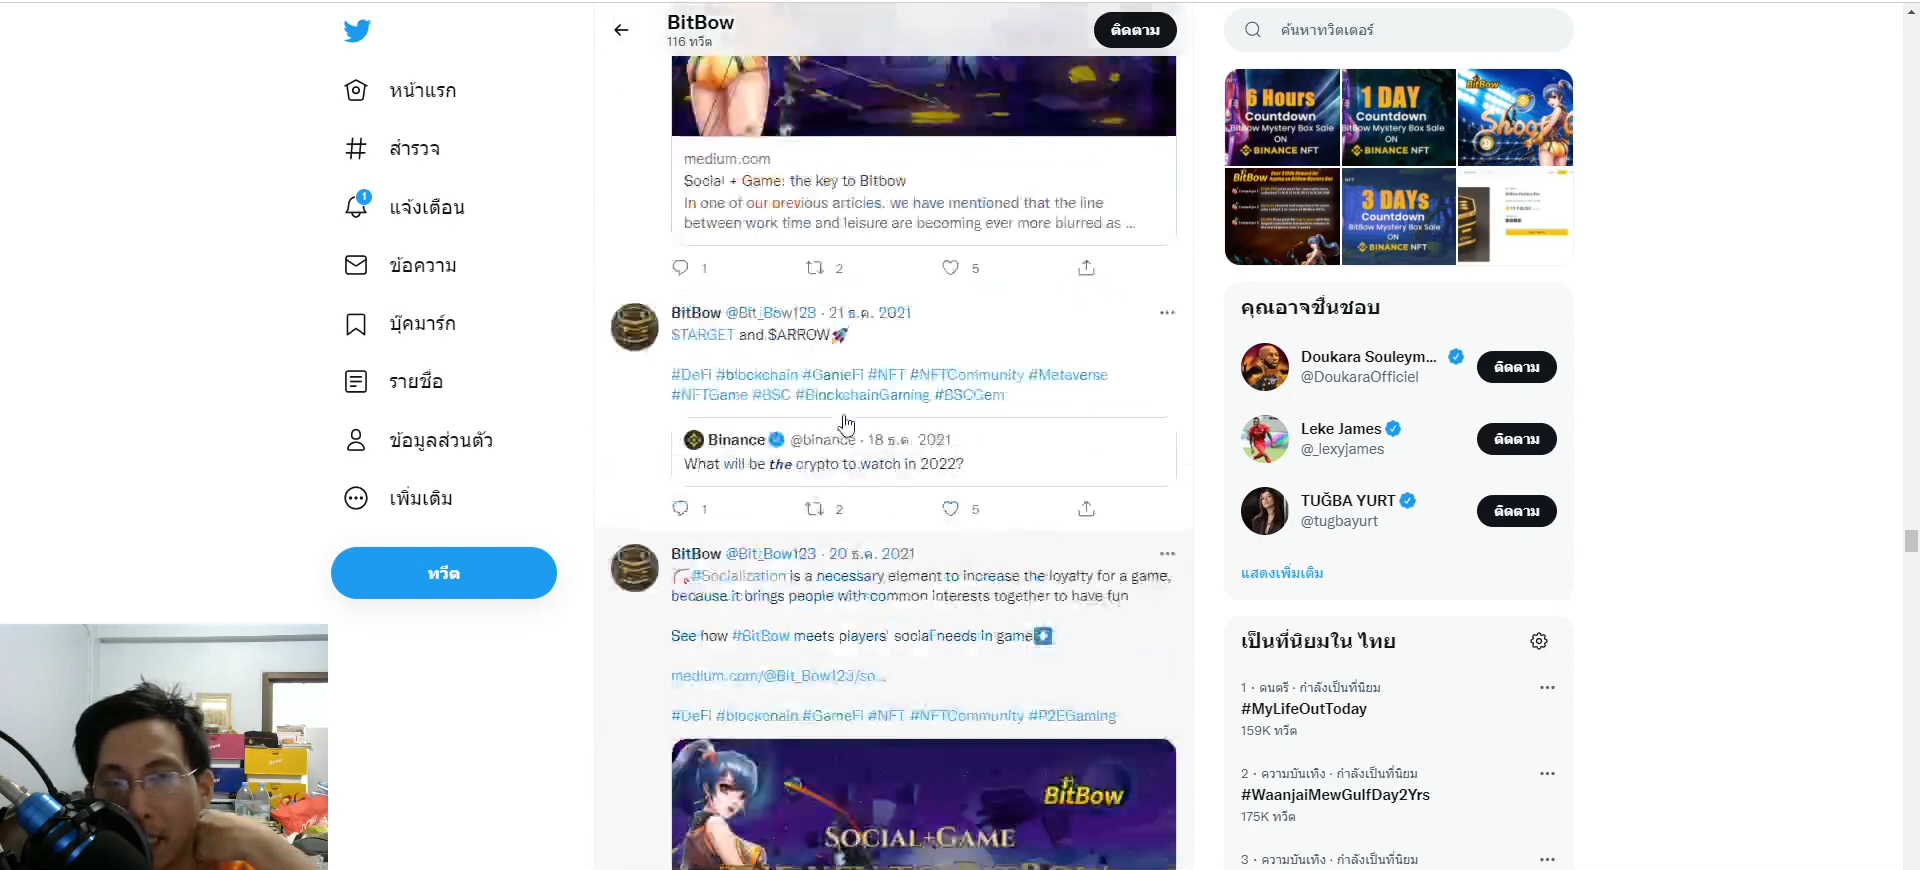 หน้าแรก
สำรวจ
1
แจ้งเตือน
ข้อความ
บุ๊คมาร์ก
รายชื่อ
ข้อมูลส่วนตัว
เพิ่มเติม
ทวีต
BitBow
116 ทวีต
ติดตาม
medium.com
Social + Game: the key to Bitbow
In one of our previous articles, we have mentioned that the line
between work time and leisure are becoming ever more blurred as ...
1 2 5
BitBow @Bit_Bow123 · 21 ธ.ค. 2021
$TARGET and $ARROW🚀
#DeFi #blockchain #GameFi #NFT #NFTCommunity #Metaverse
#NFTGame #BSC #BlockchainGaming #BSCGem
Binance @binance · 18 ธ.ค. 2021
What will be the crypto to watch in 2022?
1 2 5
BitBow @Bit_Bow123 · 20 ธ.ค. 2021
#Socialization is a necessary element to increase the loyalty for a game,
because it brings people with common interests together to have fun
See how #BitBow meets players' social needs in game
medium.com/@Bit_Bow123/so...
#DeFi #blockchain #GameFi #NFT #NFTCommunity #P2EGaming
BitBow
SOCIAL+GAME
ค้นหาทวิตเตอร์
6 Hours
Countdown
BitBow Mystery Box Sale
ON
BINANCE NFT
1 DAY
Countdown
BitBow Mystery Box Sale
ON
BINANCE NFT
BitBow
BitBow
3 DAYs
Countdown
BitBow Mystery Box Sale
ON
BINANCE NFT
คุณอาจชื่นชอบ
Doukara Souleym...
@DoukaraOfficiel
ติดตาม
Leke James
@_lexyjames
ติดตาม
TUĞBA YURT
@tugbayurt
ติดตาม
แสดงเพิ่มเติม
เป็นที่นิยมใน ไทย
1 · ดนตรี · กำลังเป็นที่นิยม
#MyLifeOutToday
159K ทวีต
2 · ความบันเทิง · กำลังเป็นที่นิยม
#WaanjaiMewGulfDay2Yrs
175K ทวีต
3 · ความบันเทิง · กำลังเป็นที่นิยม